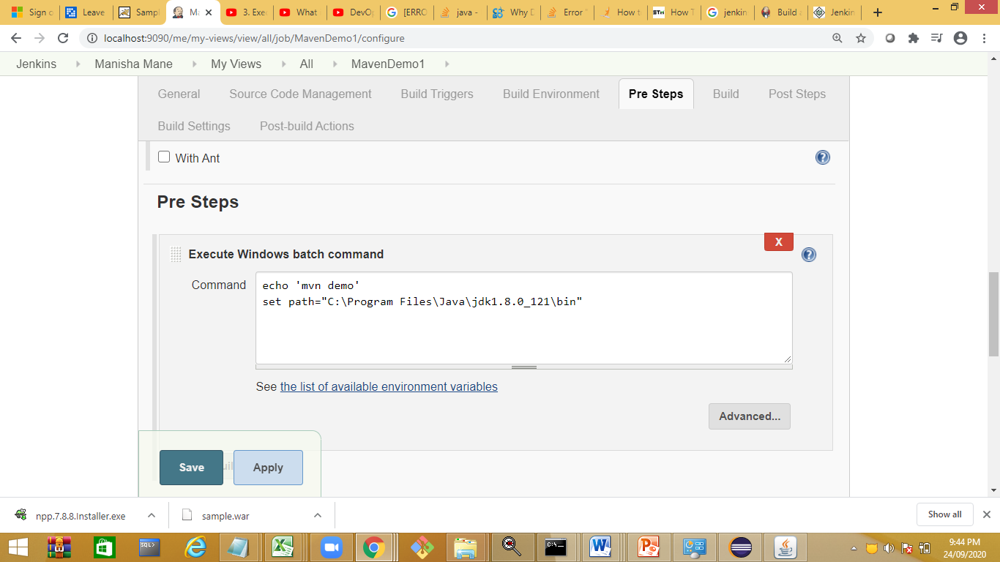 Sign o
Leave
Sampl
Ma
3. Exe
What
DevO
[ERRO
java -
Why D
Error
How t
How T
jenkin
Build a
Jenkin
localhost:9090/me/my-views/view/all/job/MavenDemo1/configure
Jenkins Manisha Mane My Views All MavenDemo1
General Source Code Management Build Triggers Build Environment Pre Steps Build Post Steps
Build Settings Post-build Actions
With Ant
Pre Steps
X
Execute Windows batch command
Command
echo 'mvn demo'
set path="C:\Program Files\Java\jdk1.8.0_121\bin"
See the list of available environment variables
Advanced...
Save Apply
npp.7.8.8.Installer.exe sample.war Show all
SQL>
C:\
9:44 PM
24/09/2020